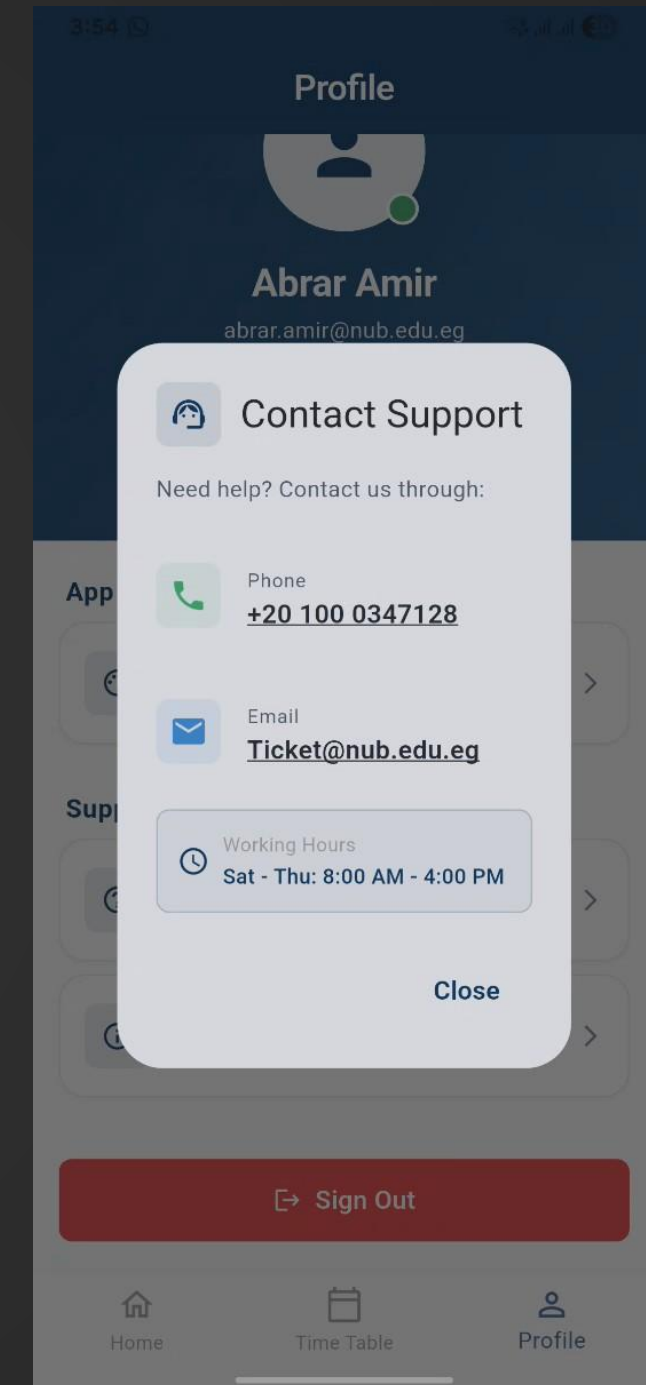 3:54
Profile
Abrar Amir
abrar.amir@nub.edu.eg
Contact Support
Need help? Contact us through:
App
Phone
+20 100 0347128
Email
Ticket@nub.edu.eg
Supp
Working Hours
Sat - Thu: 8:00 AM - 4:00 PM
Close
Sign Out
Home
Time Table
Profile